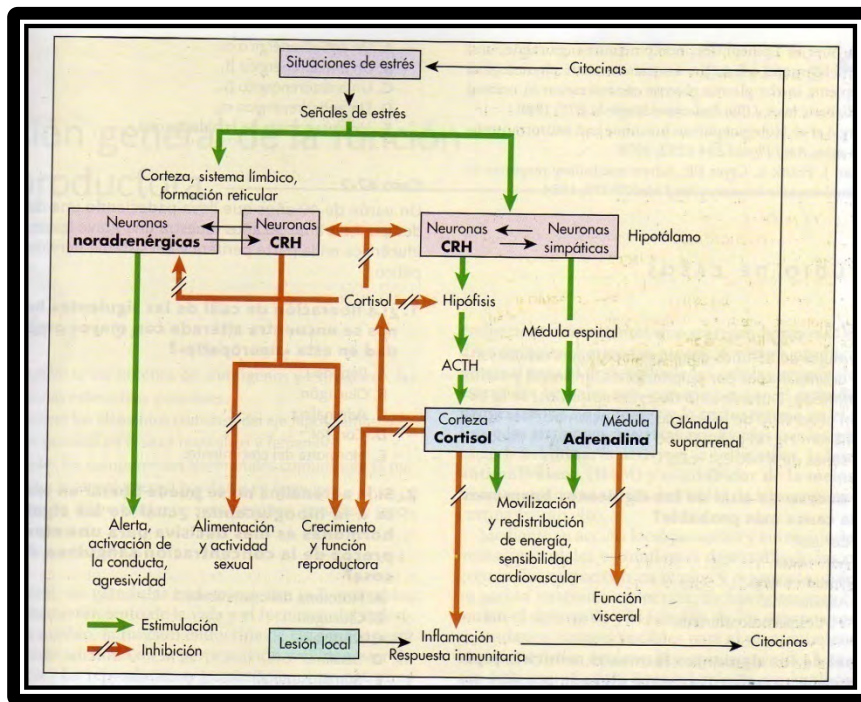 Situaciones de estrés
Citocinas
Señales de estrés
Corteza, sistema límbico,
formación reticular
Neuronas
noradrenérgicas
Neuronas
CRH
Neuronas
CRH
Neuronas
simpáticas
Hipotálamo
Cortisol
Hipófisis
Médula espinal
ACTH
Corteza
Cortisol
Médula
Adrenalina
Glándula
suprarrenal
Alerta,
activación de
la conducta,
agresividad
Alimentación
y actividad
sexual
Crecimiento
y función
reproductora
Movilización
y redistribución
de energía,
sensibilidad
cardiovascular
Función
visceral
Estimulación
Inhibición
Lesión local
Inflamación
Respuesta inmunitaria
Citocinas